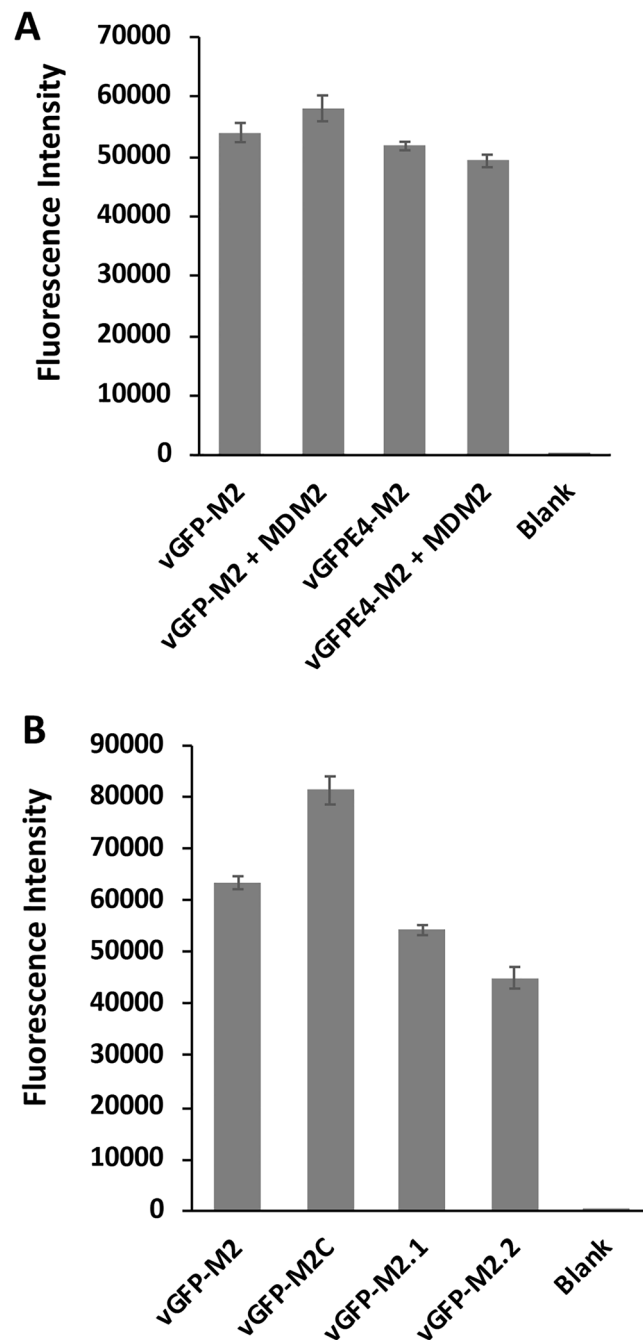 A
70000
60000
50000
40000
30000
20000
10000
0
Fluorescence Intensity
vGFP-M2
vGFP-M2 + MDM2
vGFPE4-M2
vGFPE4-M2 + MDM2
Blank
B
90000
80000
70000
60000
50000
40000
30000
20000
10000
0
Fluorescence Intensity
vGFP-M2
vGFP-M2C
vGFP-M2.1
vGFP-M2.2
Blank